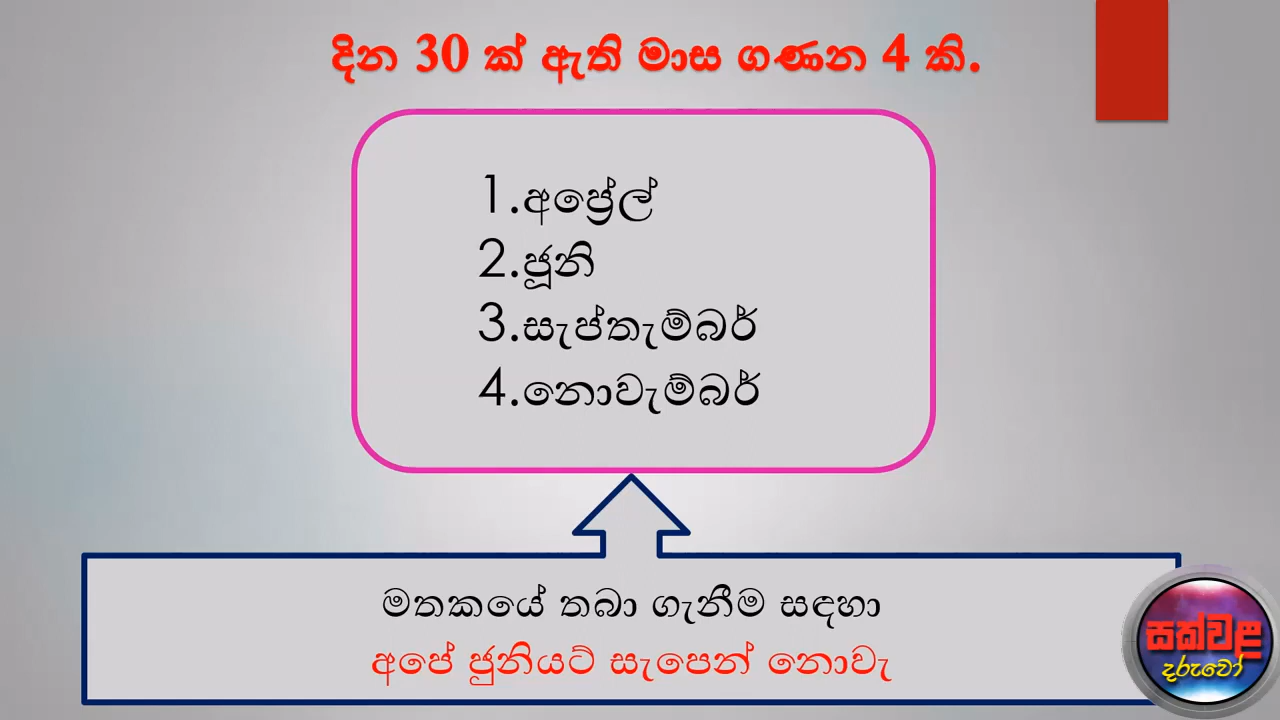 දින 30 ක් ඇති මාස ගණන 4 කි.
1.අප්‍රේල්
2.ජූනි
3.සැප්තැම්බර්
4.නොවැම්බර්
මතකයේ තබා ගැනීම සඳහා
අපේ ජුනියට් සැපෙන් නොවැ
සක්වළ
දරුවෝ